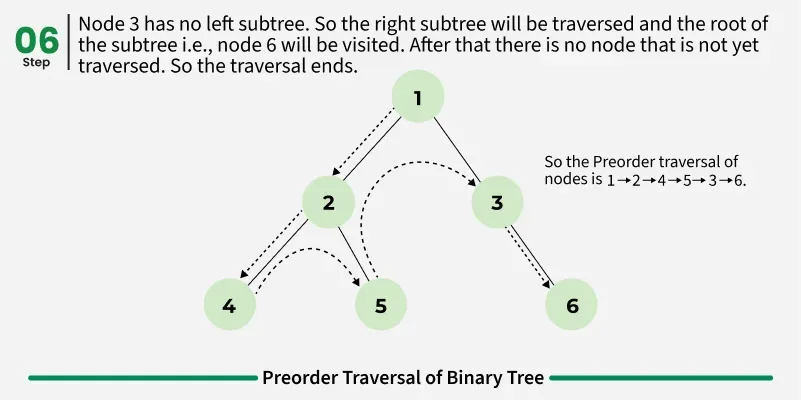 06
Step
Node 3 has no left subtree. So the right subtree will be traversed and the root of
the subtree i.e., node 6 will be visited. After that there is no node that is not yet
traversed. So the traversal ends.
1
So the Preorder traversal of
nodes is 1→2→4→5→3→6.
2
3
4
5
6
Preorder Traversal of Binary Tree